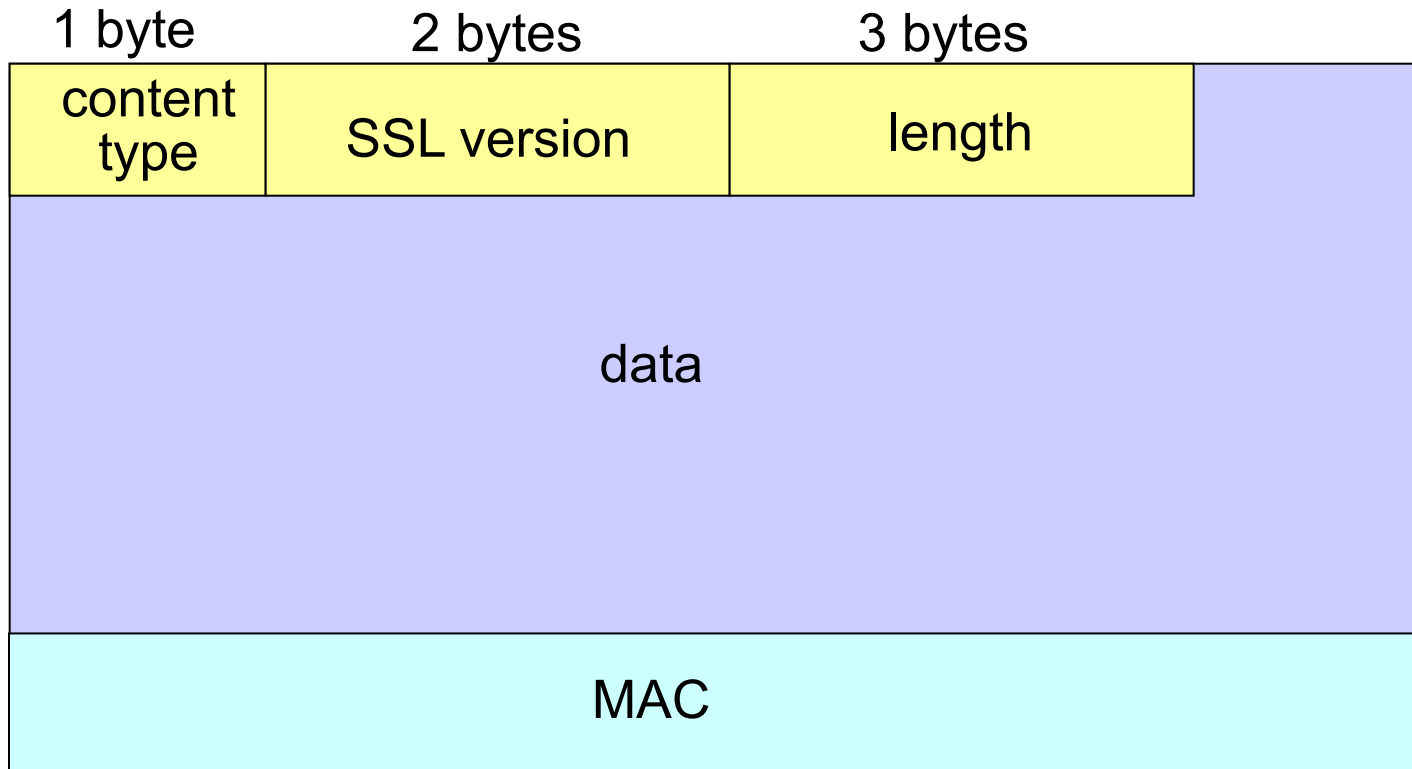 1 byte 2 bytes 3 bytes
content
type
SSL version
length
data
MAC